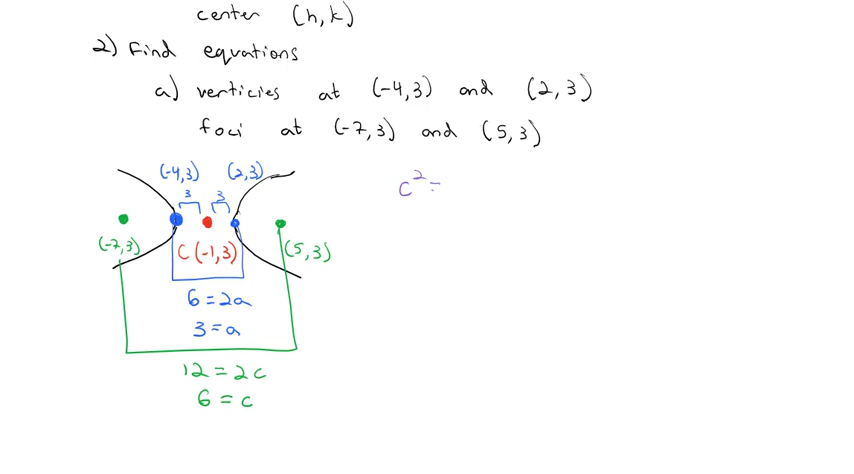 center (h,k)
2) Find equations
a) verticies at (-4,3) and (2,3)
foci at (-7,3) and (5,3)
(-4,3) (2,3)
3 3
c² =
(-7,3) C (-1,3) (5,3)
6 = 2a
3 = a
12 = 2c
6 = c